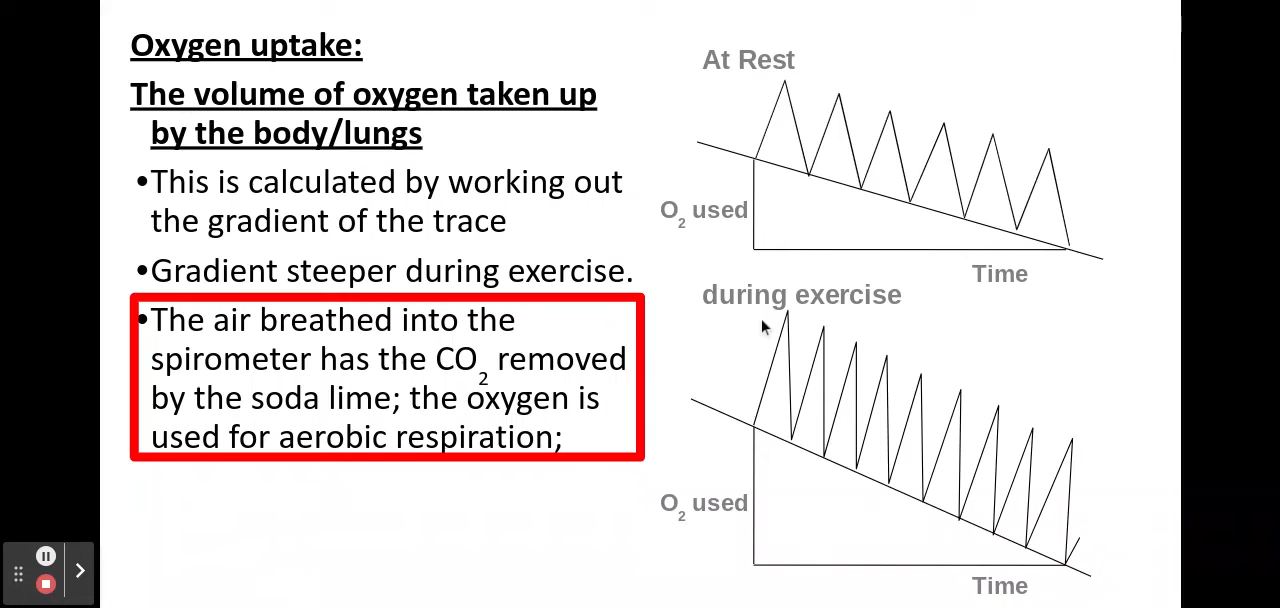 Oxygen uptake:
The volume of oxygen taken up
by the body/lungs
•This is calculated by working out
the gradient of the trace
•Gradient steeper during exercise.
•The air breathed into the
spirometer has the CO2 removed
by the soda lime; the oxygen is
used for aerobic respiration;
At Rest
O2 used
Time
during exercise
O2 used
Time